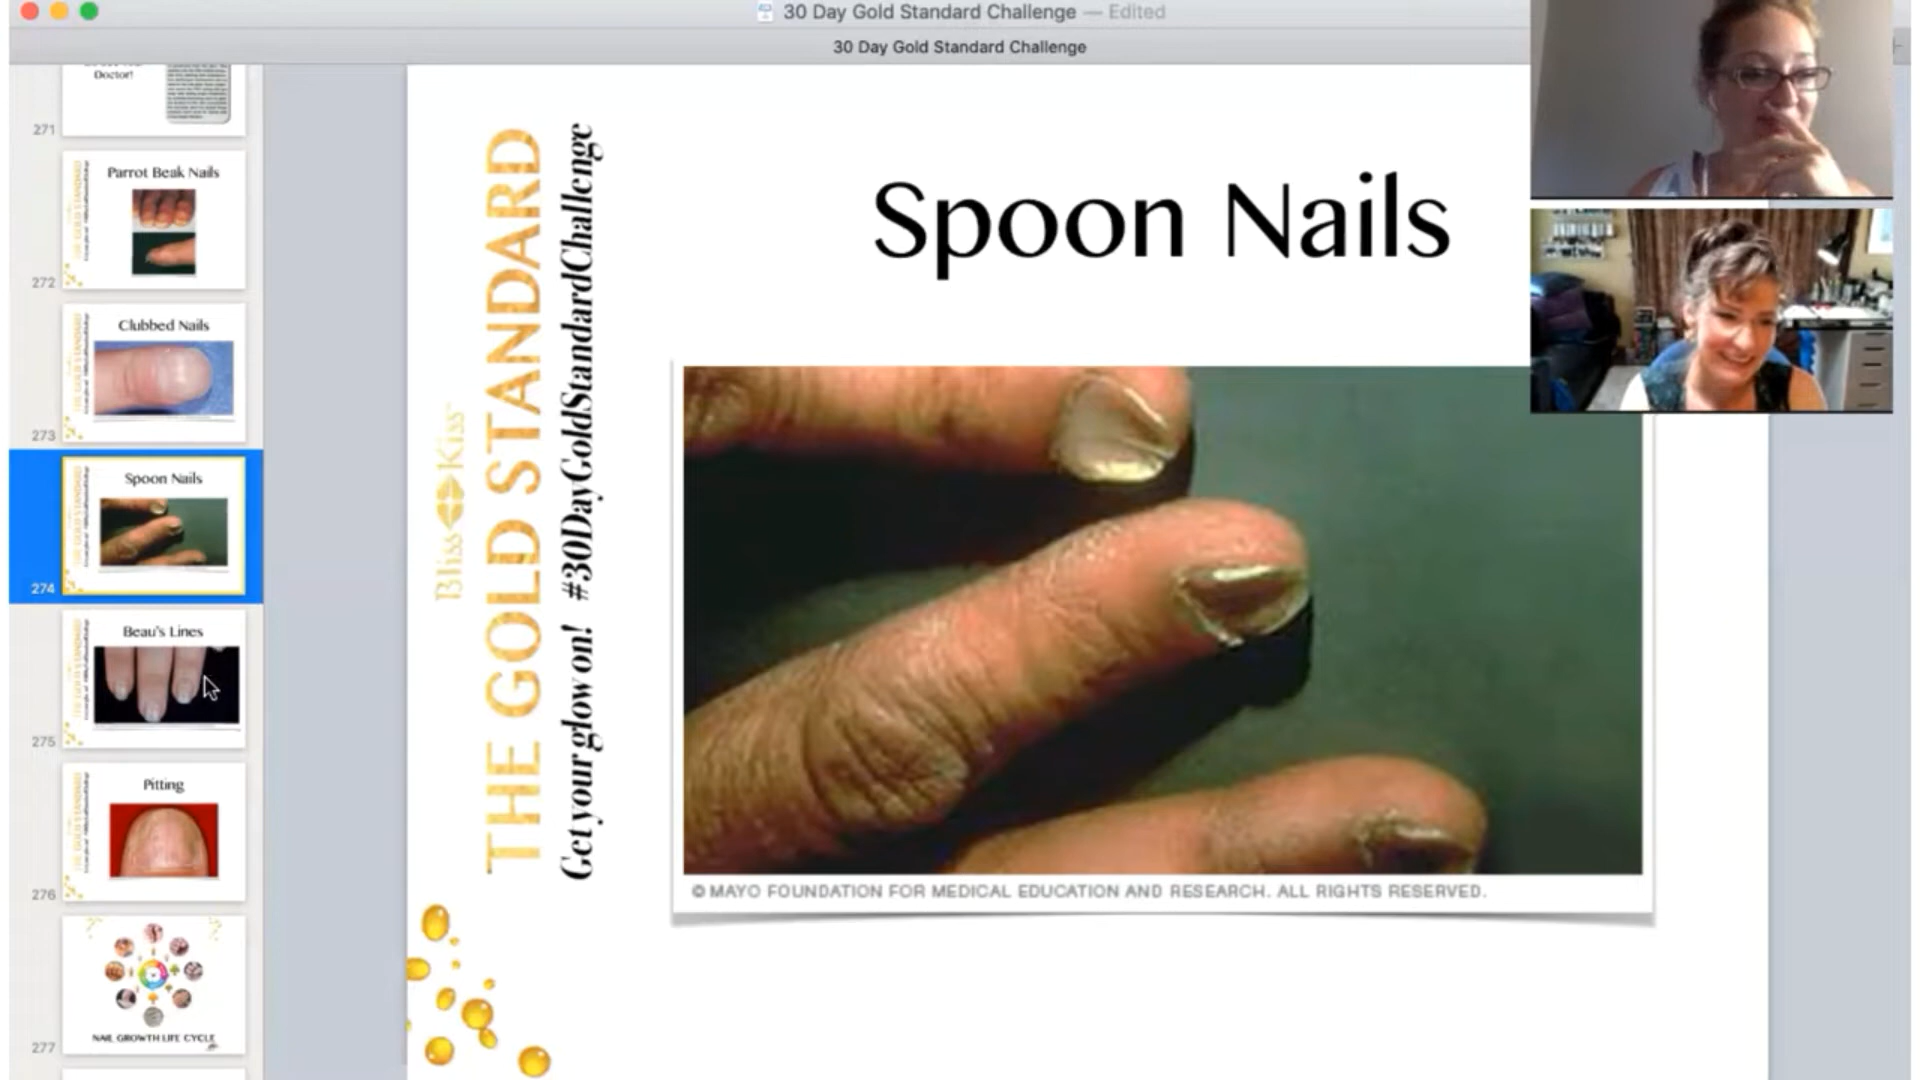 30 Day Gold Standard Challenge — Edited
30 Day Gold Standard Challenge
Doctor!
271
Parrot Beak Nails
272
Clubbed Nails
273
Spoon Nails
274
Beau's Lines
275
Pitting
276
NAIL GROWTH LIFE CYCLE
277
Bliss Kiss
THE GOLD STANDARD
Get your glow on! #30DayGoldStandardChallenge
Spoon Nails
© MAYO FOUNDATION FOR MEDICAL EDUCATION AND RESEARCH. ALL RIGHTS RESERVED.